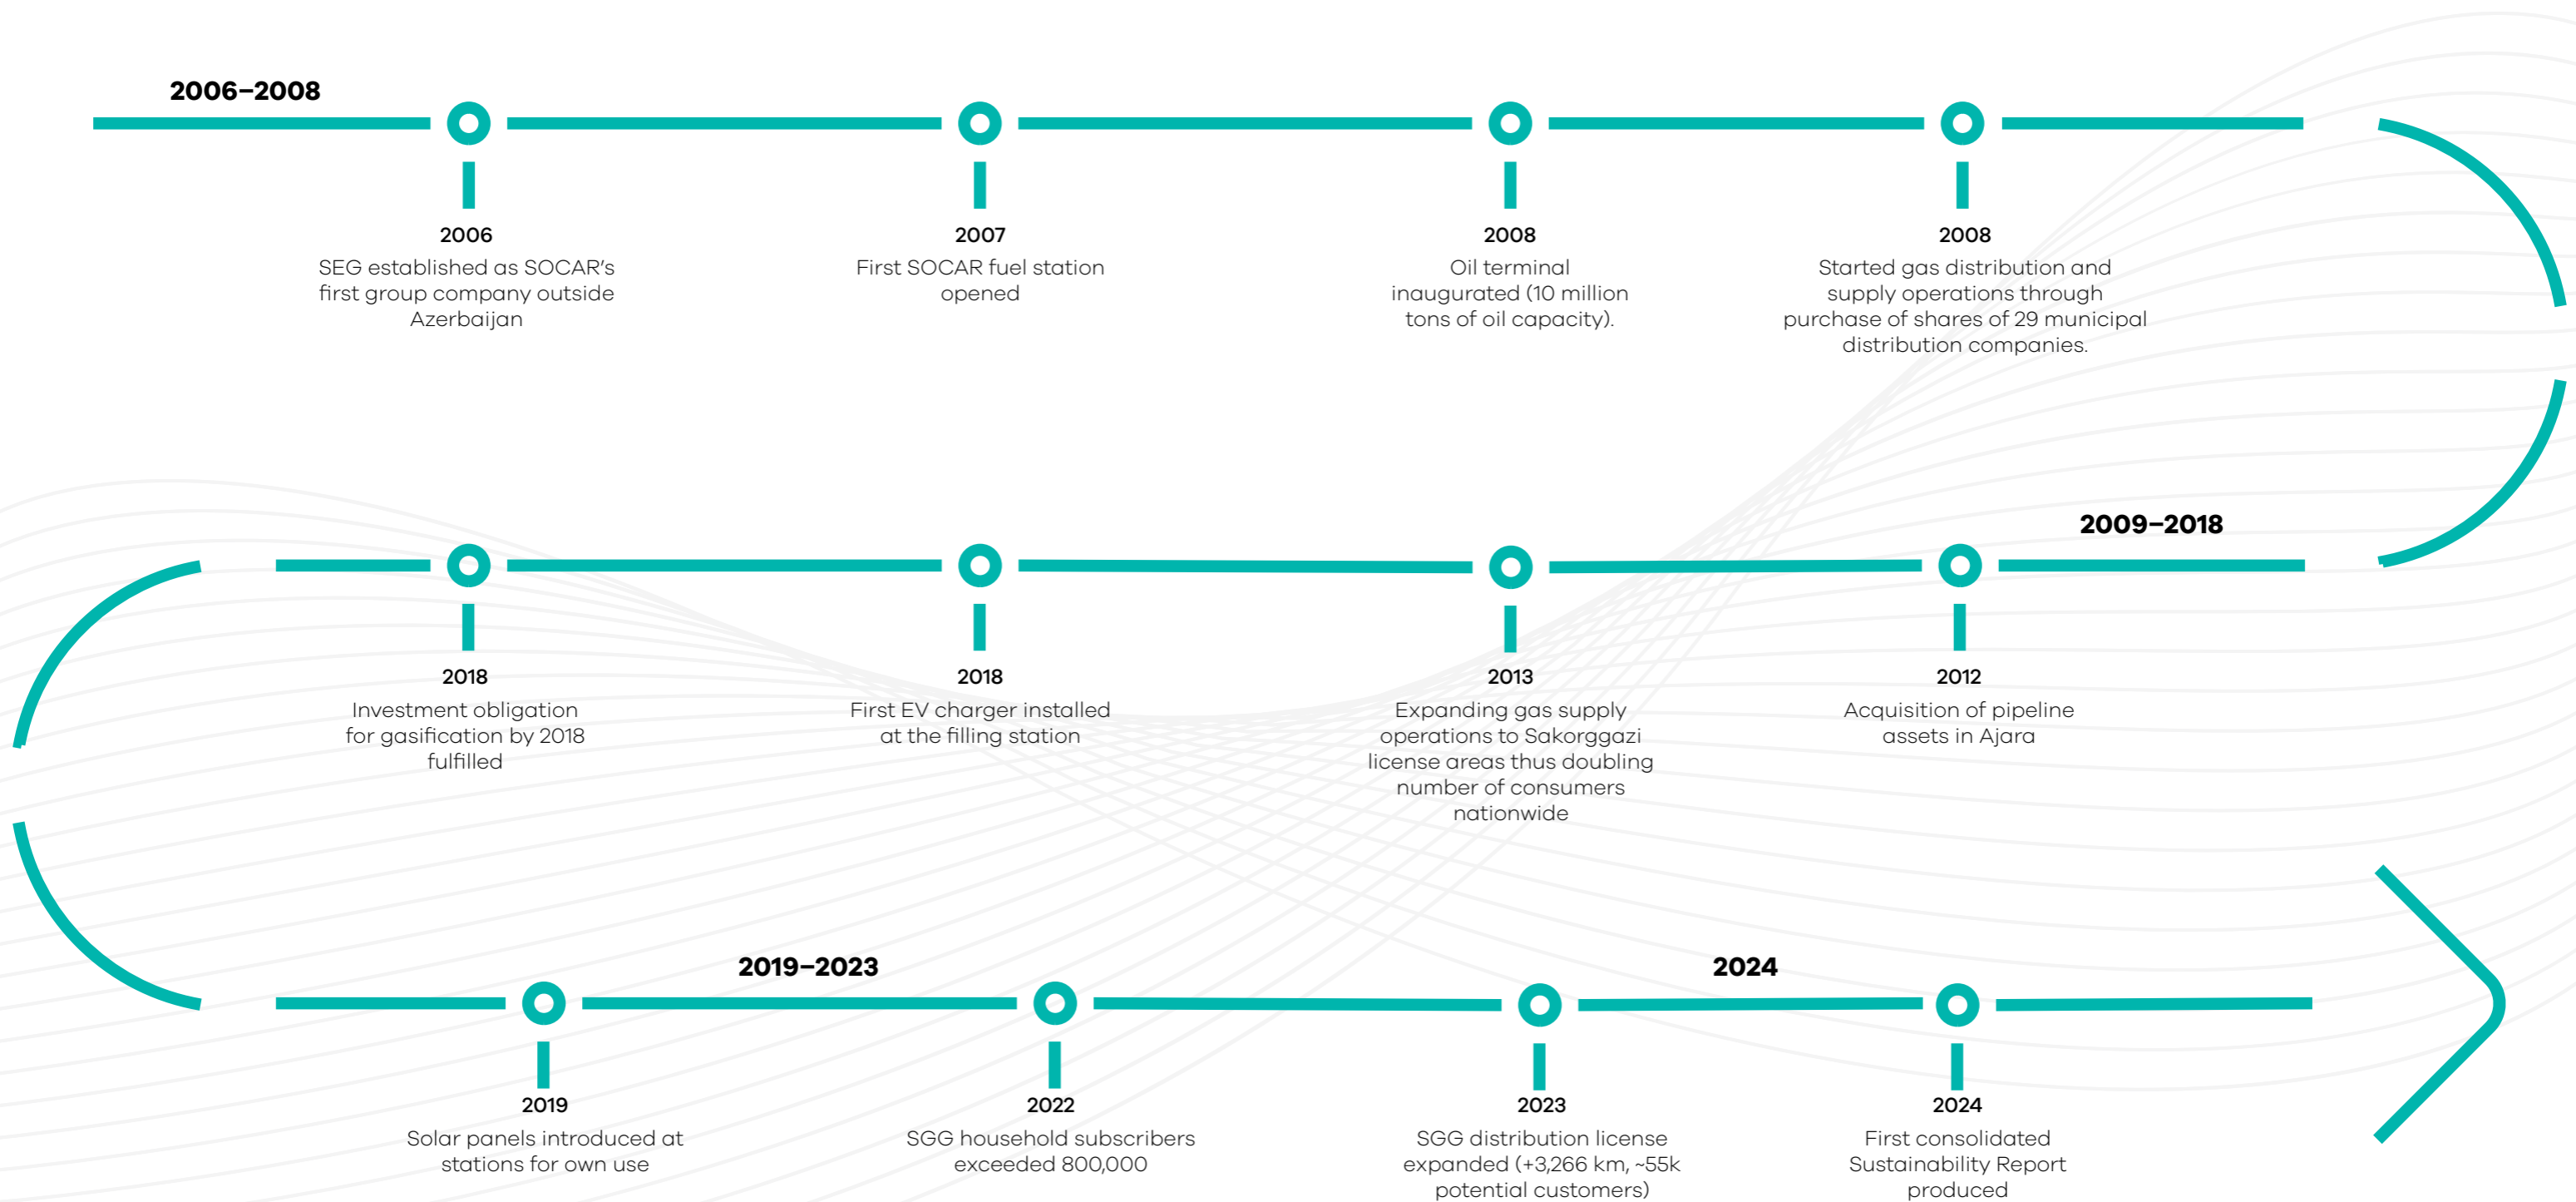 2006–2008
2006
SEG established as SOCAR's
first group company outside
Azerbaijan
2007
First SOCAR fuel station
opened
2008
Oil terminal
inaugurated (10 million
tons of oil capacity).
2008
Started gas distribution and
supply operations through
purchase of shares of 29 municipal
distribution companies.
2009–2018
2012
Acquisition of pipeline
assets in Ajara
2013
Expanding gas supply
operations to Sakorggazi
license areas thus doubling
number of consumers
nationwide
2018
First EV charger installed
at the filling station
2018
Investment obligation
for gasification by 2018
fulfilled
2019–2023
2019
Solar panels introduced at
stations for own use
2022
SGG household subscribers
exceeded 800,000
2023
SGG distribution license
expanded (+3,266 km, ~55k
potential customers)
2024
2024
First consolidated
Sustainability Report
produced